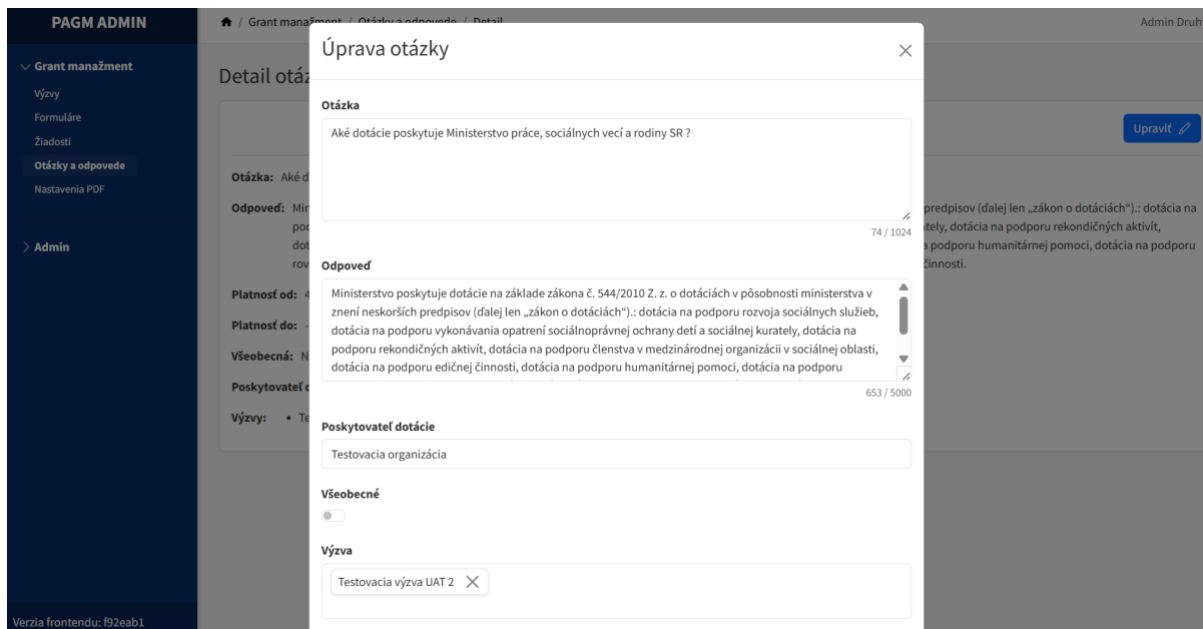 PAGM ADMIN
/ Grant manažment / Otázky a odpovede / Detail
Admin Druh
Grant manažment
Výzvy
Formuláre
Žiadosti
Otázky a odpovede
Nastavenia PDF
Admin
Verzia frontendu: f92eab1
Detail otáz
Upraviť
Otázka: Aké d
Odpoveď: Min
pod
dot
rov
predpisov (ďalej len „zákon o dotáciách“).: dotácia na
ately, dotácia na podporu rekondičných aktivít,
a podporu humanitárnej pomoci, dotácia na podporu
činnosti.
Platnosť od: 4
Platnosť do: -
Všeobecná: N
Poskytovateľ d
Výzvy: • Te
Úprava otázky
Otázka
Aké dotácie poskytuje Ministerstvo práce, sociálnych vecí a rodiny SR ?
74 / 1024
Odpoveď
Ministerstvo poskytuje dotácie na základe zákona č. 544/2010 Z. z. o dotáciách v pôsobnosti ministerstva v
znení neskorších predpisov (ďalej len „zákon o dotáciách“).: dotácia na podporu rozvoja sociálnych služieb,
dotácia na podporu vykonávania opatrení sociálnoprávnej ochrany detí a sociálnej kurately, dotácia na
podporu rekondičných aktivít, dotácia na podporu členstva v medzinárodnej organizácii v sociálnej oblasti,
dotácia na podporu edičnej činnosti, dotácia na podporu humanitárnej pomoci, dotácia na podporu
653 / 5000
Poskytovateľ dotácie
Testovacia organizácia
Všeobecné
Výzva
Testovacia výzva UAT 2